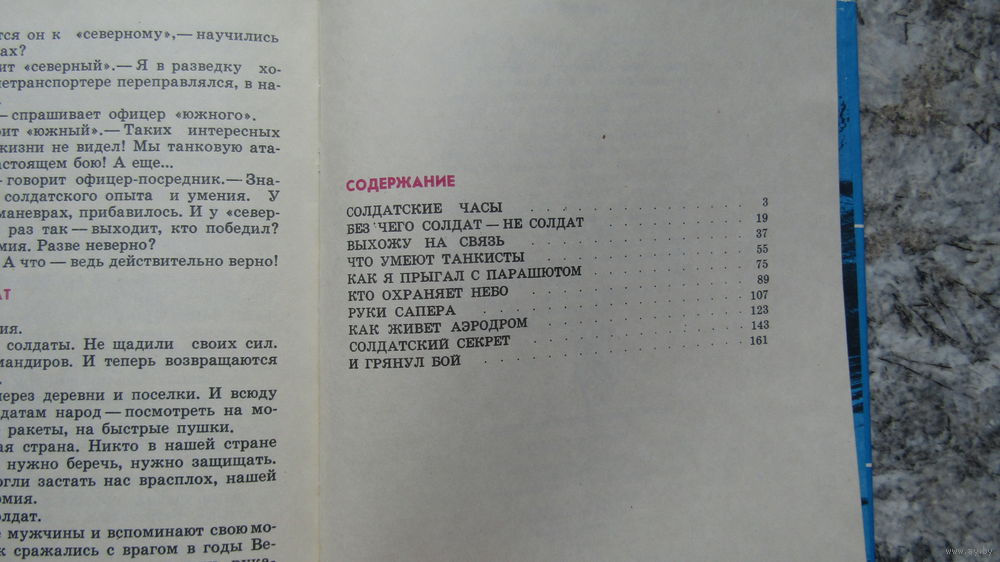 ся он к «северному»,— научились
ах?
ит «северный».— Я в разведку хо-
етранспортере переправлялся, в на-
— спрашивает офицер «южного».
рит «южный».— Таких интересных
жизни не видел! Мы танковую ата-
астоящем бою! А еще...
— говорит офицер-посредник.— Зна-
солдатского опыта и умения. У
маневрах, прибавилось. И у «север-
раз так — выходит, кто победил?
мия. Разве неверно?
А что — ведь действительно верно!
АТ
ия.
солдаты. Не щадили своих сил.
мандиров. И теперь возвращаются
через деревни и поселки. И всюду
лдатам народ — посмотреть на мо-
ракеты, на быстрые пушки.
ая страна. Никто в нашей стране
нужно беречь, нужно защищать.
огли застать нас врасплох, нашей
рмия.
олдат.
е мужчины и вспоминают свою мо-
к сражались с врагом в годы Ве-
СОДЕРЖАНИЕ
СОЛДАТСКИЕ ЧАСЫ . . . . . . . . . . . 3
БЕЗ ЧЕГО СОЛДАТ — НЕ СОЛДАТ . . . . . . . . 19
ВЫХОЖУ НА СВЯЗЬ . . . . . . . . . . . 37
ЧТО УМЕЮТ ТАНКИСТЫ . . . . . . . . . . 55
КАК Я ПРЫГАЛ С ПАРАШЮТОМ . . . . . . . . 75
КТО ОХРАНЯЕТ НЕБО . . . . . . . . . . . 89
РУКИ САПЕРА . . . . . . . . . . . . 107
КАК ЖИВЕТ АЭРОДРОМ . . . . . . . . . . 123
СОЛДАТСКИЙ СЕКРЕТ . . . . . . . . . . 143
И ГРЯНУЛ БОЙ . . . . . . . . . . . . 161
www.ay.by